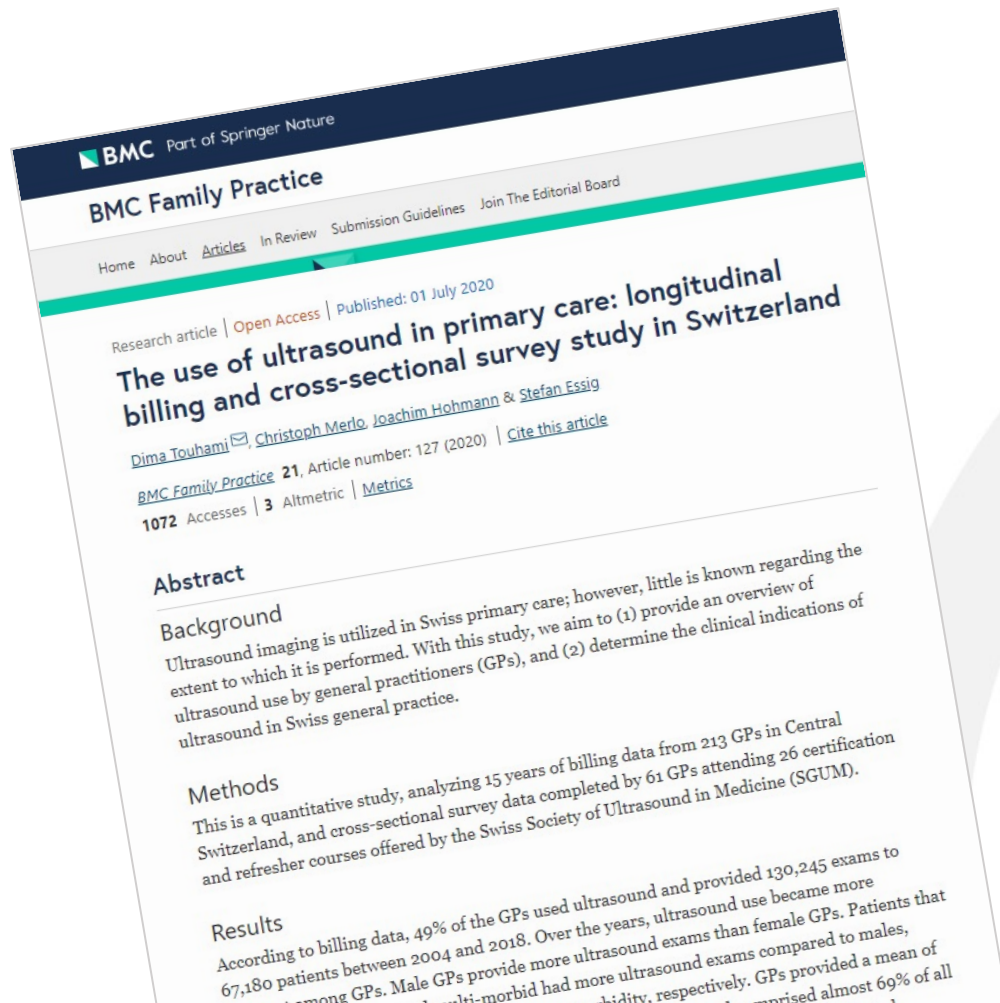 BMC Part of Springer Nature
BMC Family Practice
Home About Articles In Review Submission Guidelines Join The Editorial Board
Research article | Open Access | Published: 01 July 2020
The use of ultrasound in primary care: longitudinal
billing and cross-sectional survey study in Switzerland
Dima Touhami, Christoph Merlo, Joachim Hohmann & Stefan Essig
BMC Family Practice 21, Article number: 127 (2020) | Cite this article
1072 Accesses | 3 Altmetric | Metrics
Abstract
Background
Ultrasound imaging is utilized in Swiss primary care; however, little is known regarding the
extent to which it is performed. With this study, we aim to (1) provide an overview of
ultrasound use by general practitioners (GPs), and (2) determine the clinical indications of
ultrasound in Swiss general practice.
Methods
This is a quantitative study, analyzing 15 years of billing data from 213 GPs in Central
Switzerland, and cross-sectional survey data completed by 61 GPs attending 26 certification
and refresher courses offered by the Swiss Society of Ultrasound in Medicine (SGUM).
Results
According to billing data, 49% of the GPs used ultrasound and provided 130,245 exams to
67,180 patients between 2004 and 2018. Over the years, ultrasound use became more
among GPs. Male GPs provide more ultrasound exams than female GPs. Patients that
multi-morbid had more ultrasound exams compared to males,
respectively. GPs provided a mean of
almost 69% of all